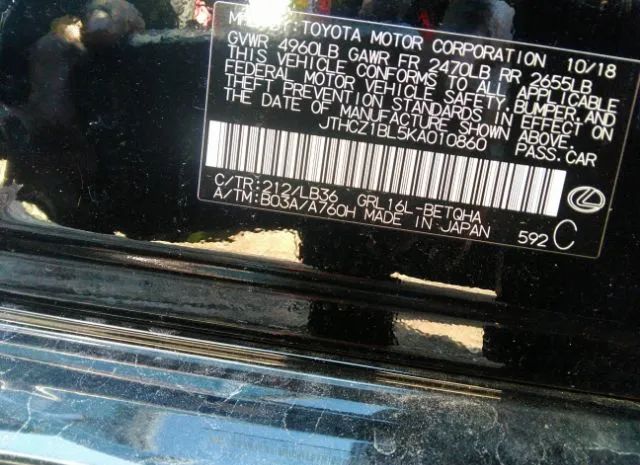 MFD. BY: TOYOTA MOTOR CORPORATION 10/18
GVWR 4960LB GAWR FR 2470LB RR 2655LB
THIS VEHICLE CONFORMS TO ALL APPLICABLE
FEDERAL MOTOR VEHICLE SAFETY, BUMPER, AND
THEFT PREVENTION STANDARDS IN EFFECT ON
THE DATE OF MANUFACTURE SHOWN ABOVE.
JTHCZ1BL5KA010860 PASS.CAR
C/TR:212/LB36 GRL16L-BETQHA
A/TM:B03A/A760H MADE IN JAPAN
592 C